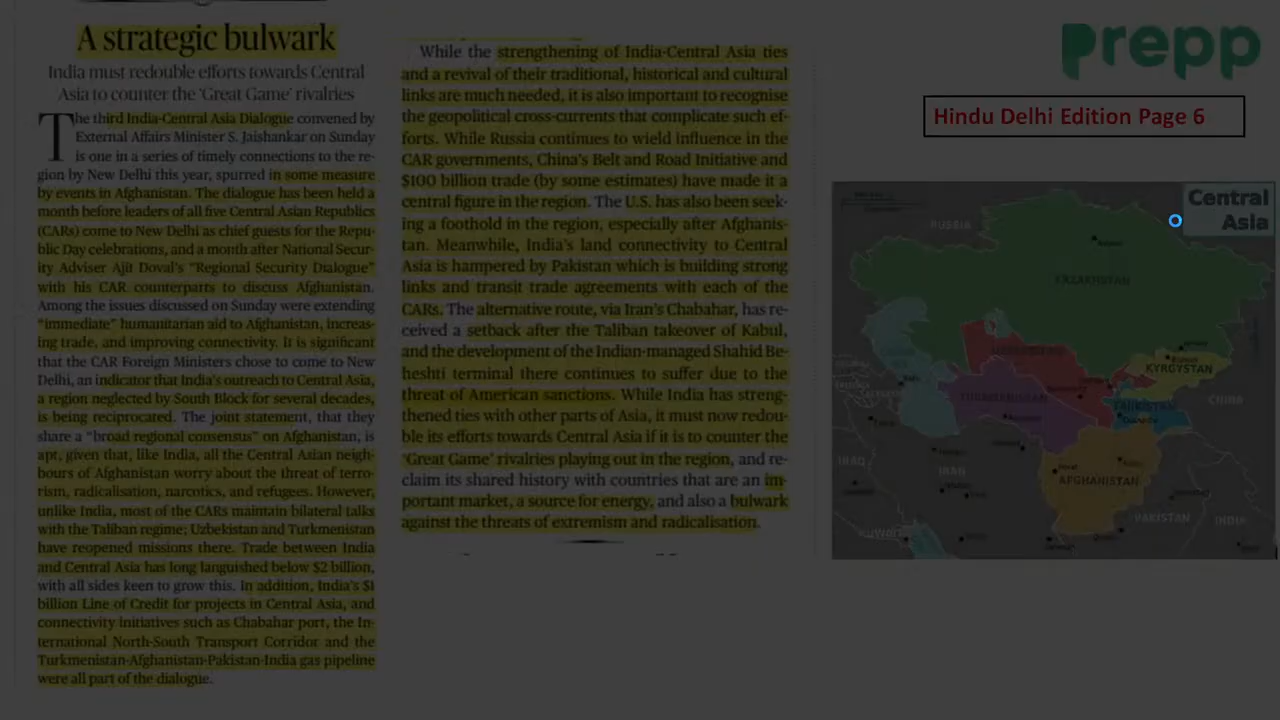 A strategic bulwark
India must redouble efforts towards Central
Asia to counter the 'Great Game' rivalries
The third India-Central Asia Dialogue convened by
External Affairs Minister S. Jaishankar on Sunday
is one in a series of timely connections to the re-
gion by New Delhi this year, spurred in some measure
by events in Afghanistan. The dialogue has been held a
month before leaders of all five Central Asian Republics
(CARs) come to New Delhi as chief guests for the Repu-
blic Day celebrations, and a month after National Secur-
ity Adviser Ajit Doval's "Regional Security Dialogue"
with his CAR counterparts to discuss Afghanistan.
Among the issues discussed on Sunday were extending
"immediate" humanitarian aid to Afghanistan, increas-
ing trade, and improving connectivity. It is significant
that the CAR Foreign Ministers chose to come to New
Delhi, an indicator that India's outreach to Central Asia,
a region neglected by South Block for several decades,
is being reciprocated. The joint statement, that they
share a "broad regional consensus" on Afghanistan, is
apt, given that, like India, all the Central Asian neigh-
bours of Afghanistan worry about the threat of terro-
rism, radicalisation, narcotics, and refugees. However,
unlike India, most of the CARs maintain bilateral talks
with the Taliban regime; Uzbekistan and Turkmenistan
have reopened missions there. Trade between India
and Central Asia has long languished below $2 billion,
with all sides keen to grow this. In addition, India's $1
billion Line of Credit for projects in Central Asia, and
connectivity initiatives such as Chabahar port, the In-
ternational North-South Transport Corridor and the
Turkmenistan-Afghanistan-Pakistan-India gas pipeline
were all part of the dialogue.
While the strengthening of India-Central Asia ties
and a revival of their traditional, historical and cultural
links are much needed, it is also important to recognise
the geopolitical cross-currents that complicate such ef-
forts. While Russia continues to wield influence in the
CAR governments, China's Belt and Road Initiative and
$100 billion trade (by some estimates) have made it a
central figure in the region. The U.S. has also been seek-
ing a foothold in the region, especially after Afghanis-
tan. Meanwhile, India's land connectivity to Central
Asia is hampered by Pakistan which is building strong
links and transit trade agreements with each of the
CARs. The alternative route, via Iran's Chabahar, has re-
ceived a setback after the Taliban takeover of Kabul,
and the development of the Indian-managed Shahid Be-
heshti terminal there continues to suffer due to the
threat of American sanctions. While India has streng-
thened ties with other parts of Asia, it must now redou-
ble its efforts towards Central Asia if it is to counter the
'Great Game' rivalries playing out in the region, and re-
claim its shared history with countries that are an im-
portant market, a source for energy, and also a bulwark
against the threats of extremism and radicalisation.
prepp
Hindu Delhi Edition Page 6
Central
Asia
RUSSIA
KAZAKHSTAN
KYRGYSTAN
CHINA
IRAQ
IRAN
AFGHANISTAN
PAKISTAN
INDIA
KUWAIT